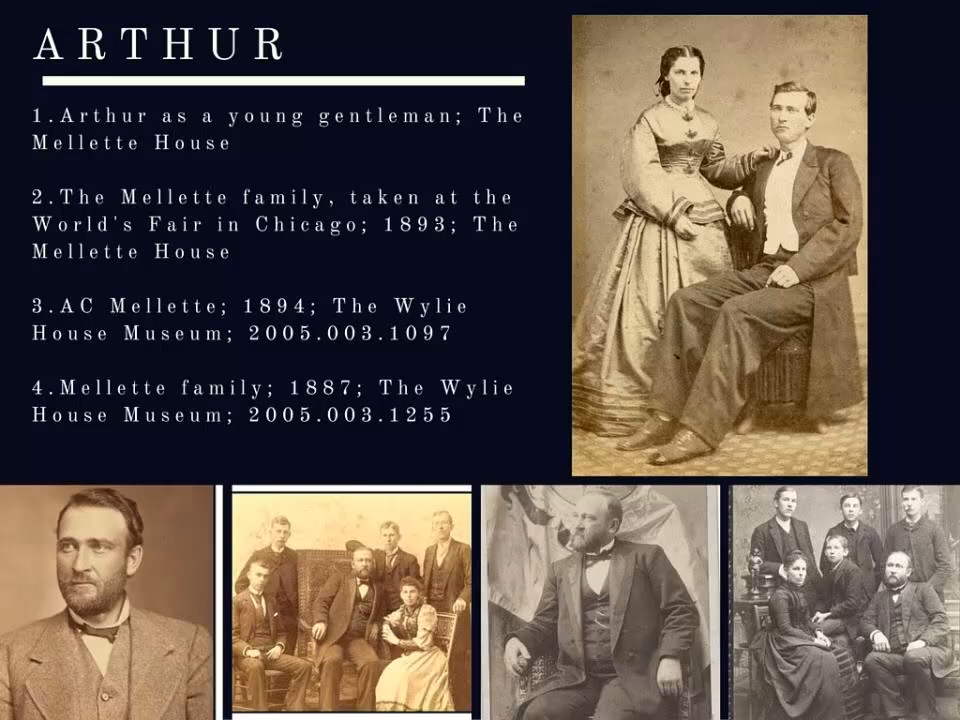 ARTHUR
1.Arthur as a young gentleman; The
Mellette House
2.The Mellette family, taken at the
World's Fair in Chicago; 1893; The
Mellette House
3.AC Mellette; 1894; The Wylie
House Museum; 2005.003.1097
4.Mellette family; 1887; The Wylie
House Museum; 2005.003.1255